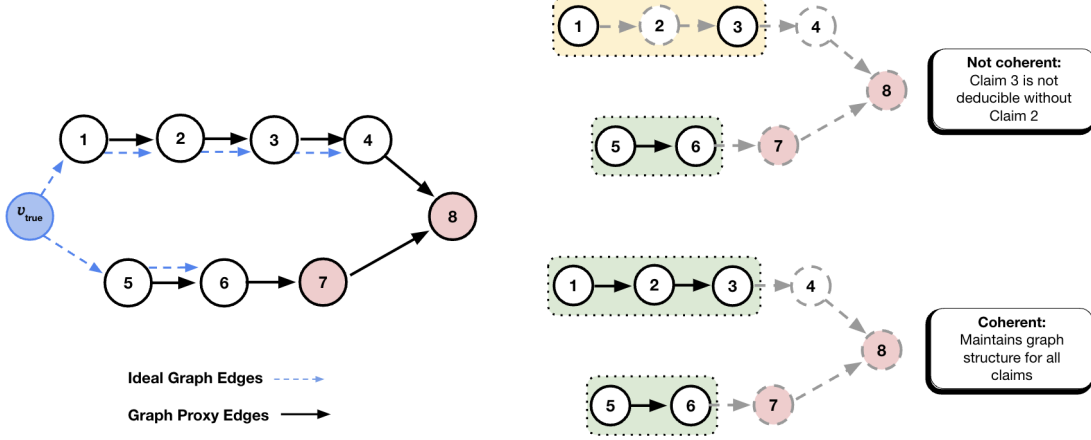 1
2
3
4
v_true
8
5
6
7
Ideal Graph Edges
Graph Proxy Edges
1
2
3
4
8
5
6
7
Not coherent:
Claim 3 is not
deducible without
Claim 2
1
2
3
4
8
5
6
7
Coherent:
Maintains graph
structure for all
claims